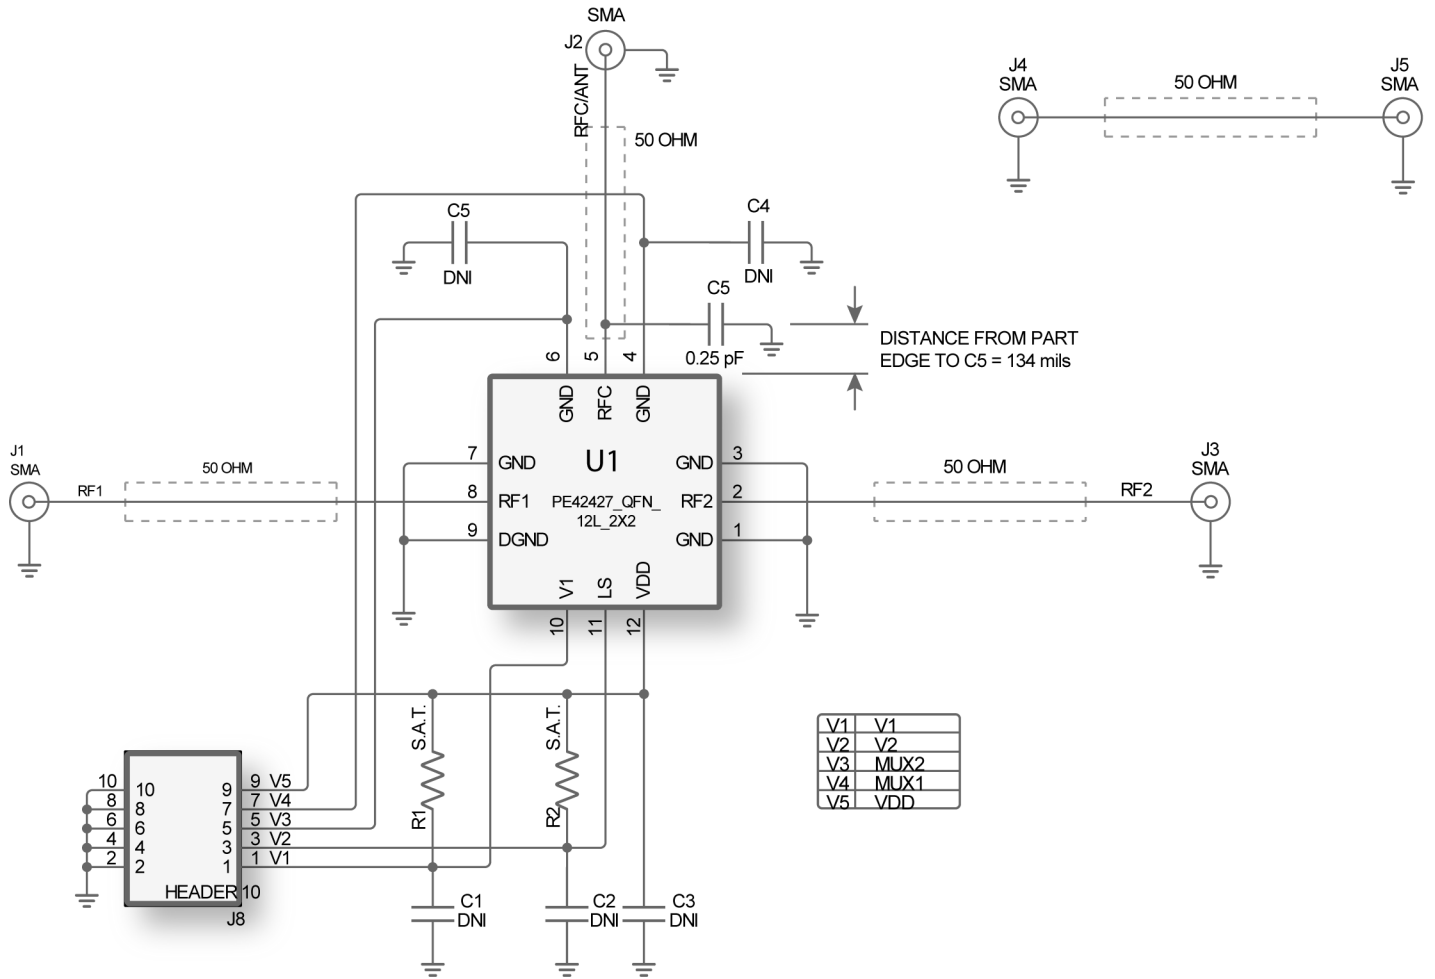 SMA
J2
RFC/ANT
50 OHM
J4
SMA
50 OHM
J5
SMA
C5
DNI
C4
DNI
C5
0.25 pF
DISTANCE FROM PART
EDGE TO C5 = 134 mils
6
5
4
GND
RFC
GND
J1
SMA
RF1
50 OHM
7
GND
8
RF1
9
DGND
U1
PE42427_QFN_
12L_2X2
GND
3
RF2
2
GND
1
50 OHM
RF2
J3
SMA
V1
LS
VDD
10
11
12
S.A.T.
R1
S.A.T.
R2
V1 V1
V2 V2
V3 MUX2
V4 MUX1
V5 VDD
10 10 9 9 V5
8 8 7 7 V4
6 6 5 5 V3
4 4 3 3 V2
2 2 1 1 V1
HEADER 10
J8
C1
DNI
C2
DNI
C3
DNI